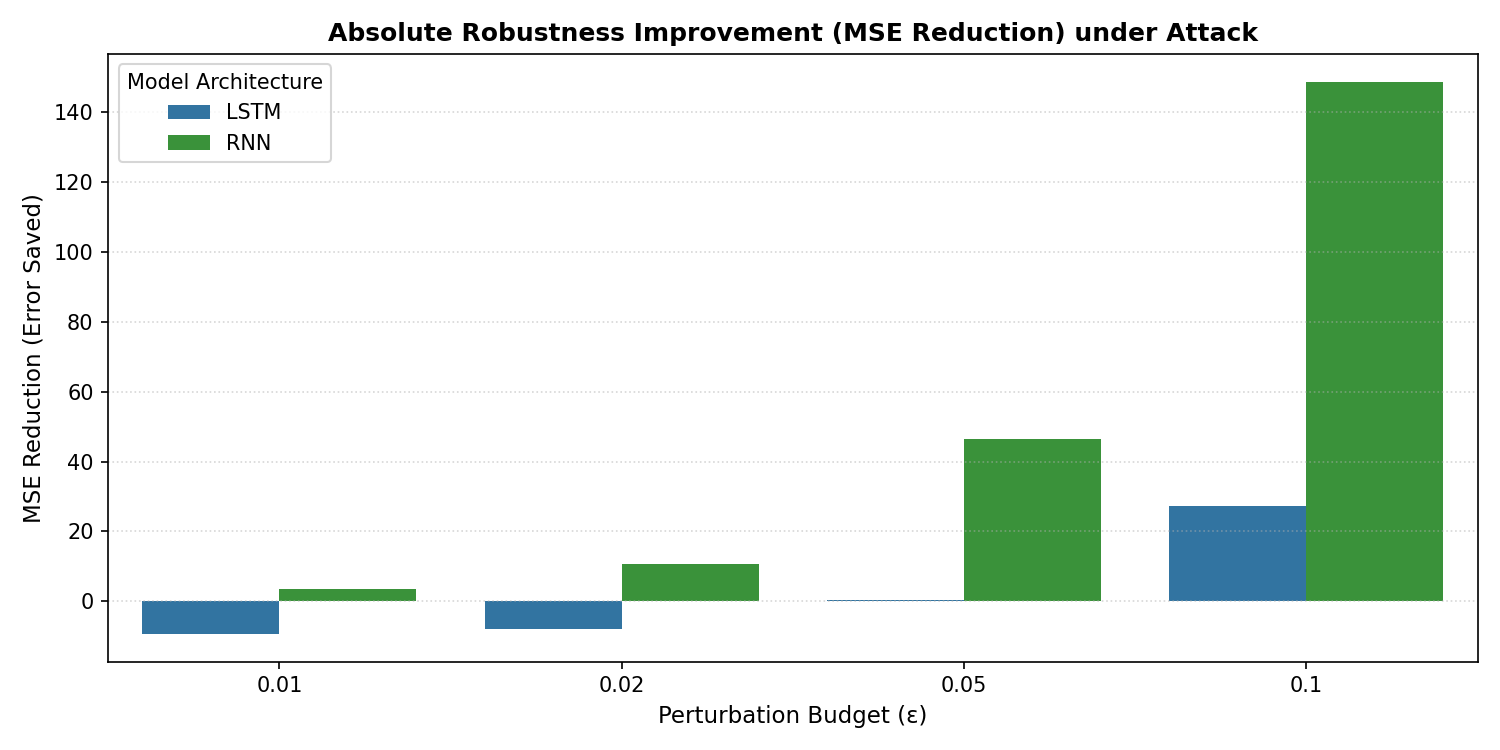 Absolute Robustness Improvement (MSE Reduction) under Attack
Model Architecture
LSTM
RNN
MSE Reduction (Error Saved)
140
120
100
80
60
40
20
0
0.01
0.02
0.05
0.1
Perturbation Budget (ε)